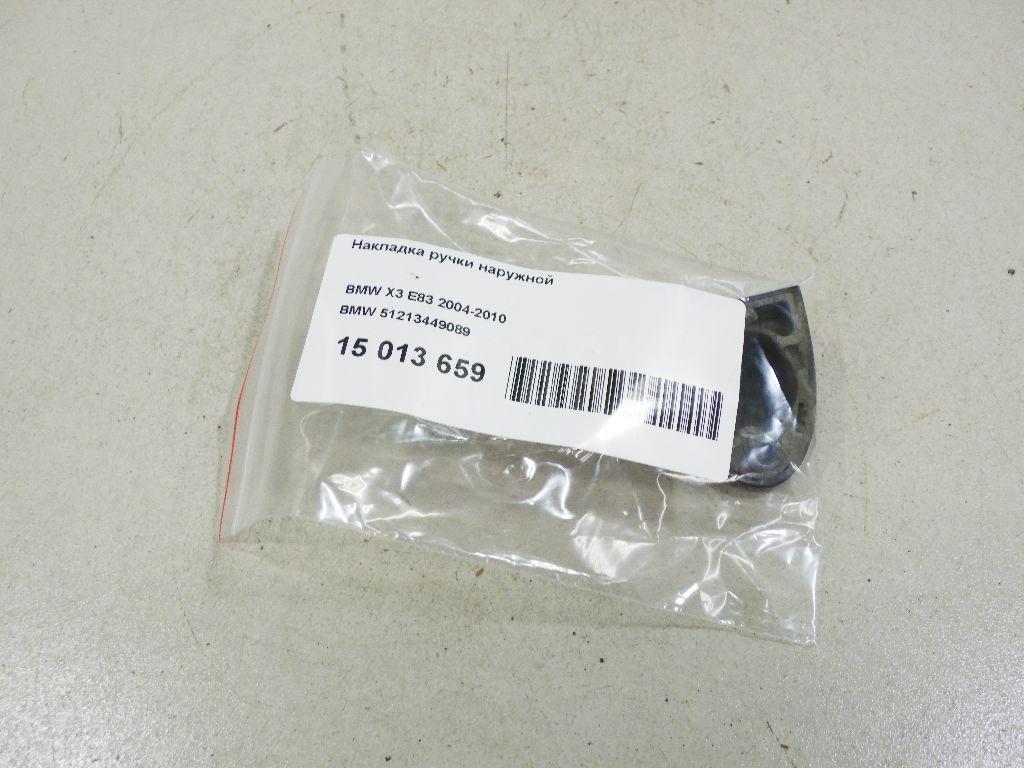 Накладка ручки наружной
BMW X3 E83 2004-2010
BMW 51213449089
15 013 659